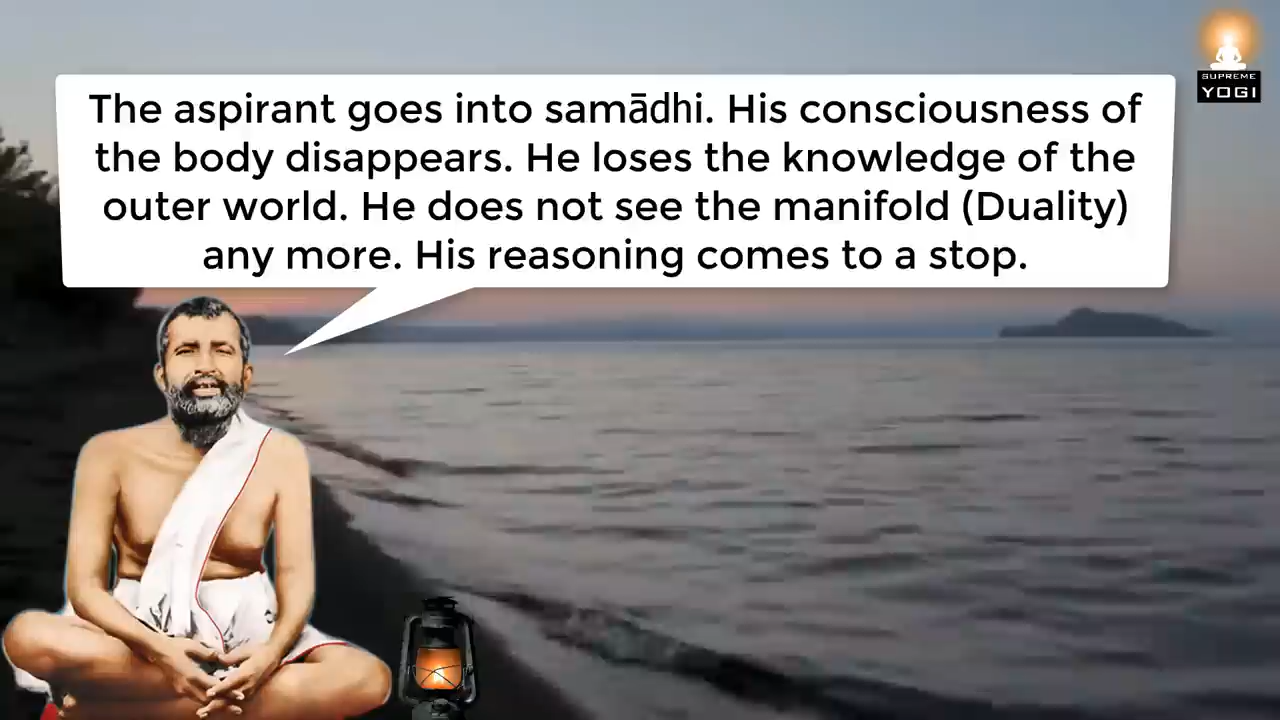 The aspirant goes into samādhi. His consciousness of
the body disappears. He loses the knowledge of the
outer world. He does not see the manifold (Duality)
any more. His reasoning comes to a stop.
SUPREME
YOGI